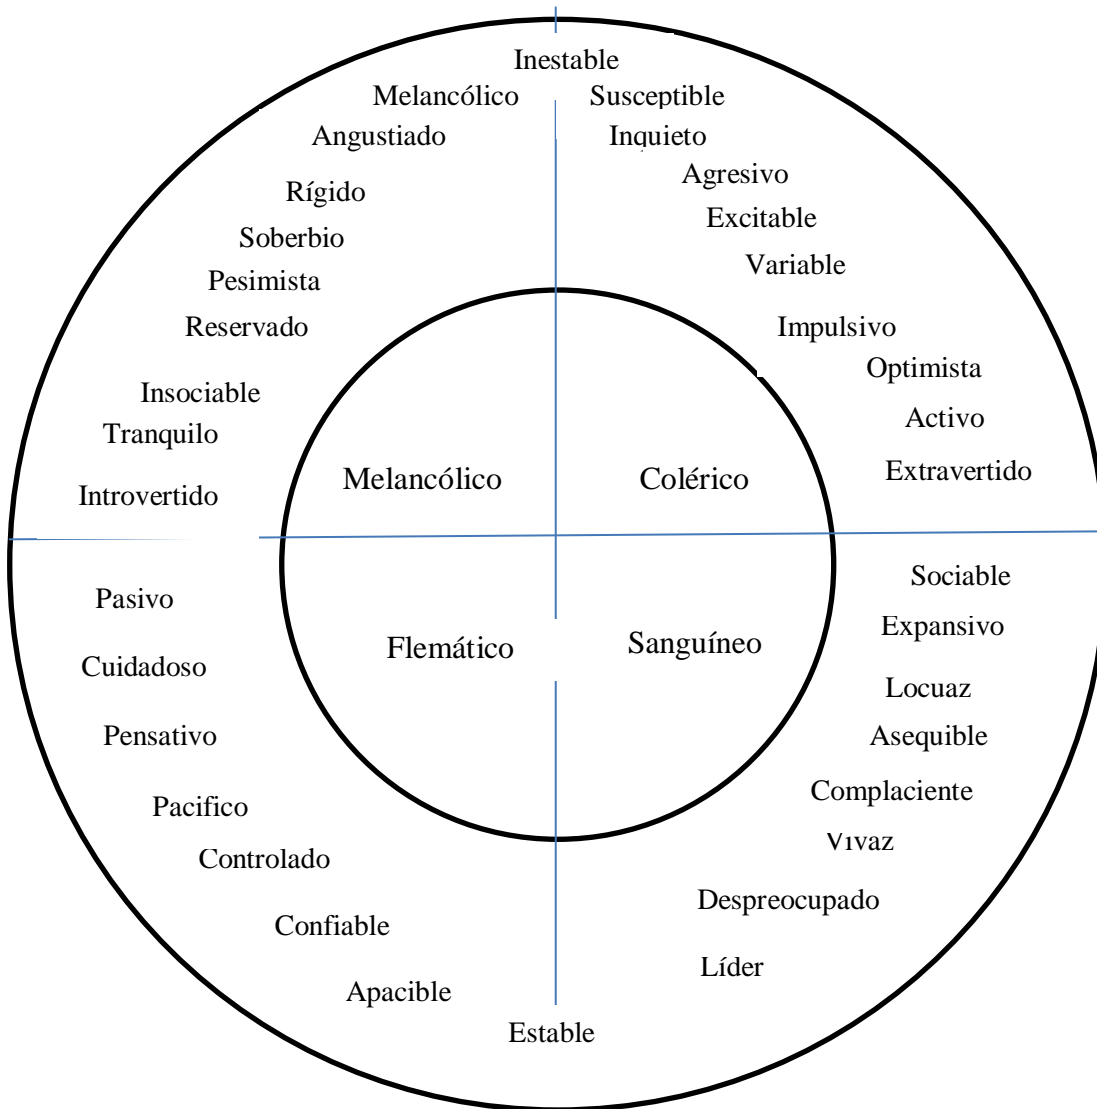 Inestable
Melancólico Susceptible
Angustiado Inquieto
Agresivo
Rígido
Excitable
Soberbio
Variable
Pesimista
Reservado Impulsivo
Optimista
Insociable
Activo
Tranquilo
Extravertido
Melancólico Colérico
Introvertido
Sociable
Pasivo
Expansivo
Flemático Sanguíneo
Cuidadoso
Locuaz
Pensativo Asequible
Complaciente
Pacifico
Vivaz
Controlado
Despreocupado
Confiable
Líder
Apacible
Estable